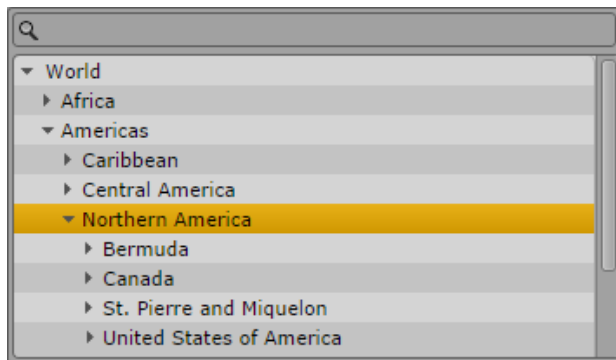 World
Africa
Americas
Caribbean
Central America
Northern America
Bermuda
Canada
St. Pierre and Miquelon
United States of America